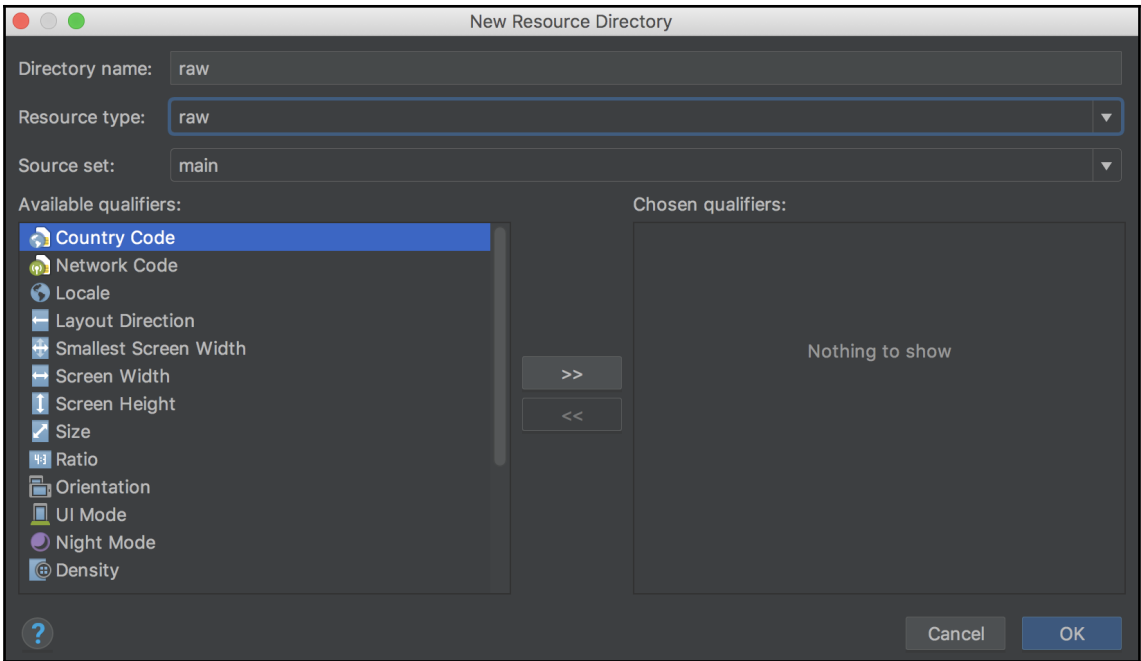 New Resource Directory
Directory name: raw
Resource type: raw
Source set: main
Available qualifiers: Chosen qualifiers:
Country Code
Network Code
Locale
Layout Direction
Smallest Screen Width
Screen Width
Screen Height
Size
4:3 Ratio
Orientation
UI Mode
Night Mode
Density
>>
<<
Nothing to show
? Cancel OK